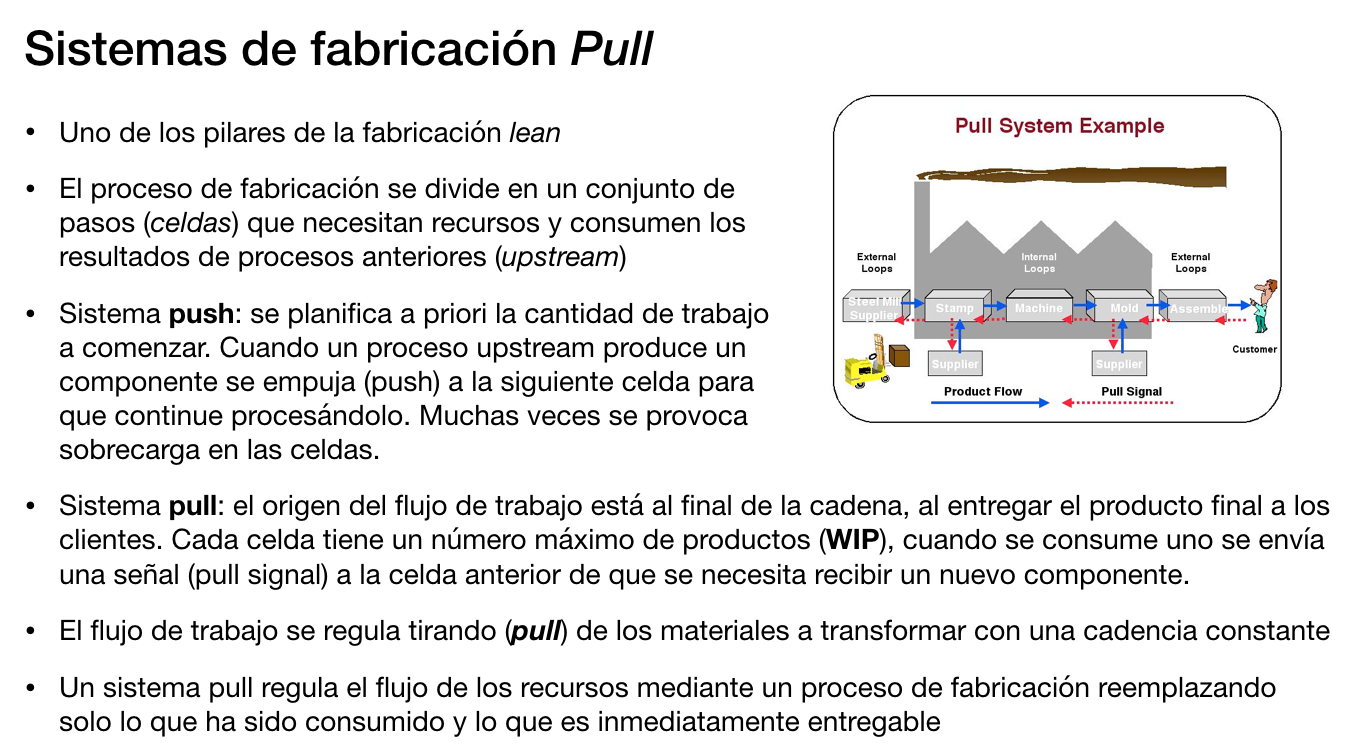 Sistemas de fabricación Pull
• Uno de los pilares de la fabricación lean
• El proceso de fabricación se divide en un conjunto de
pasos (celdas) que necesitan recursos y consumen los
resultados de procesos anteriores (upstream)
• Sistema push: se planifica a priori la cantidad de trabajo
a comenzar. Cuando un proceso upstream produce un
componente se empuja (push) a la siguiente celda para
que continue procesándolo. Muchas veces se provoca
sobrecarga en las celdas.
Pull System Example
External
Loops
Internal
Loops
External
Loops
Steel Mill
Supplier
Stamp
Machine
Mold
Assemble
Customer
Supplier
Supplier
Product Flow
Pull Signal
• Sistema pull: el origen del flujo de trabajo está al final de la cadena, al entregar el producto final a los
clientes. Cada celda tiene un número máximo de productos (WIP), cuando se consume uno se envía
una señal (pull signal) a la celda anterior de que se necesita recibir un nuevo componente.
• El flujo de trabajo se regula tirando (pull) de los materiales a transformar con una cadencia constante
• Un sistema pull regula el flujo de los recursos mediante un proceso de fabricación reemplazando
solo lo que ha sido consumido y lo que es inmediatamente entregable